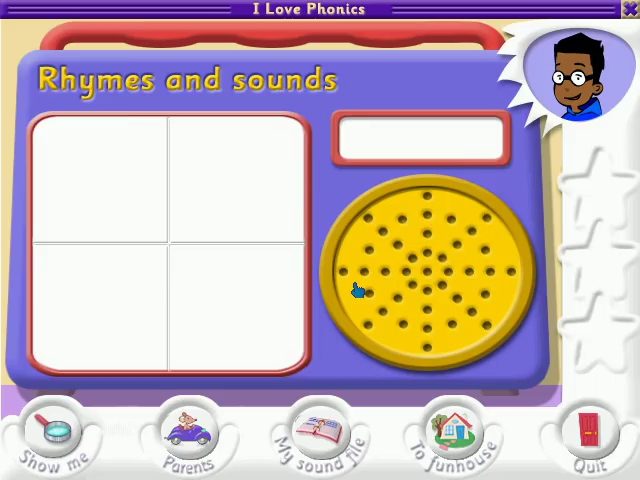 I Love Phonics
Rhymes and sounds
Show me
Parents
My sound file
To funhouse
Quit